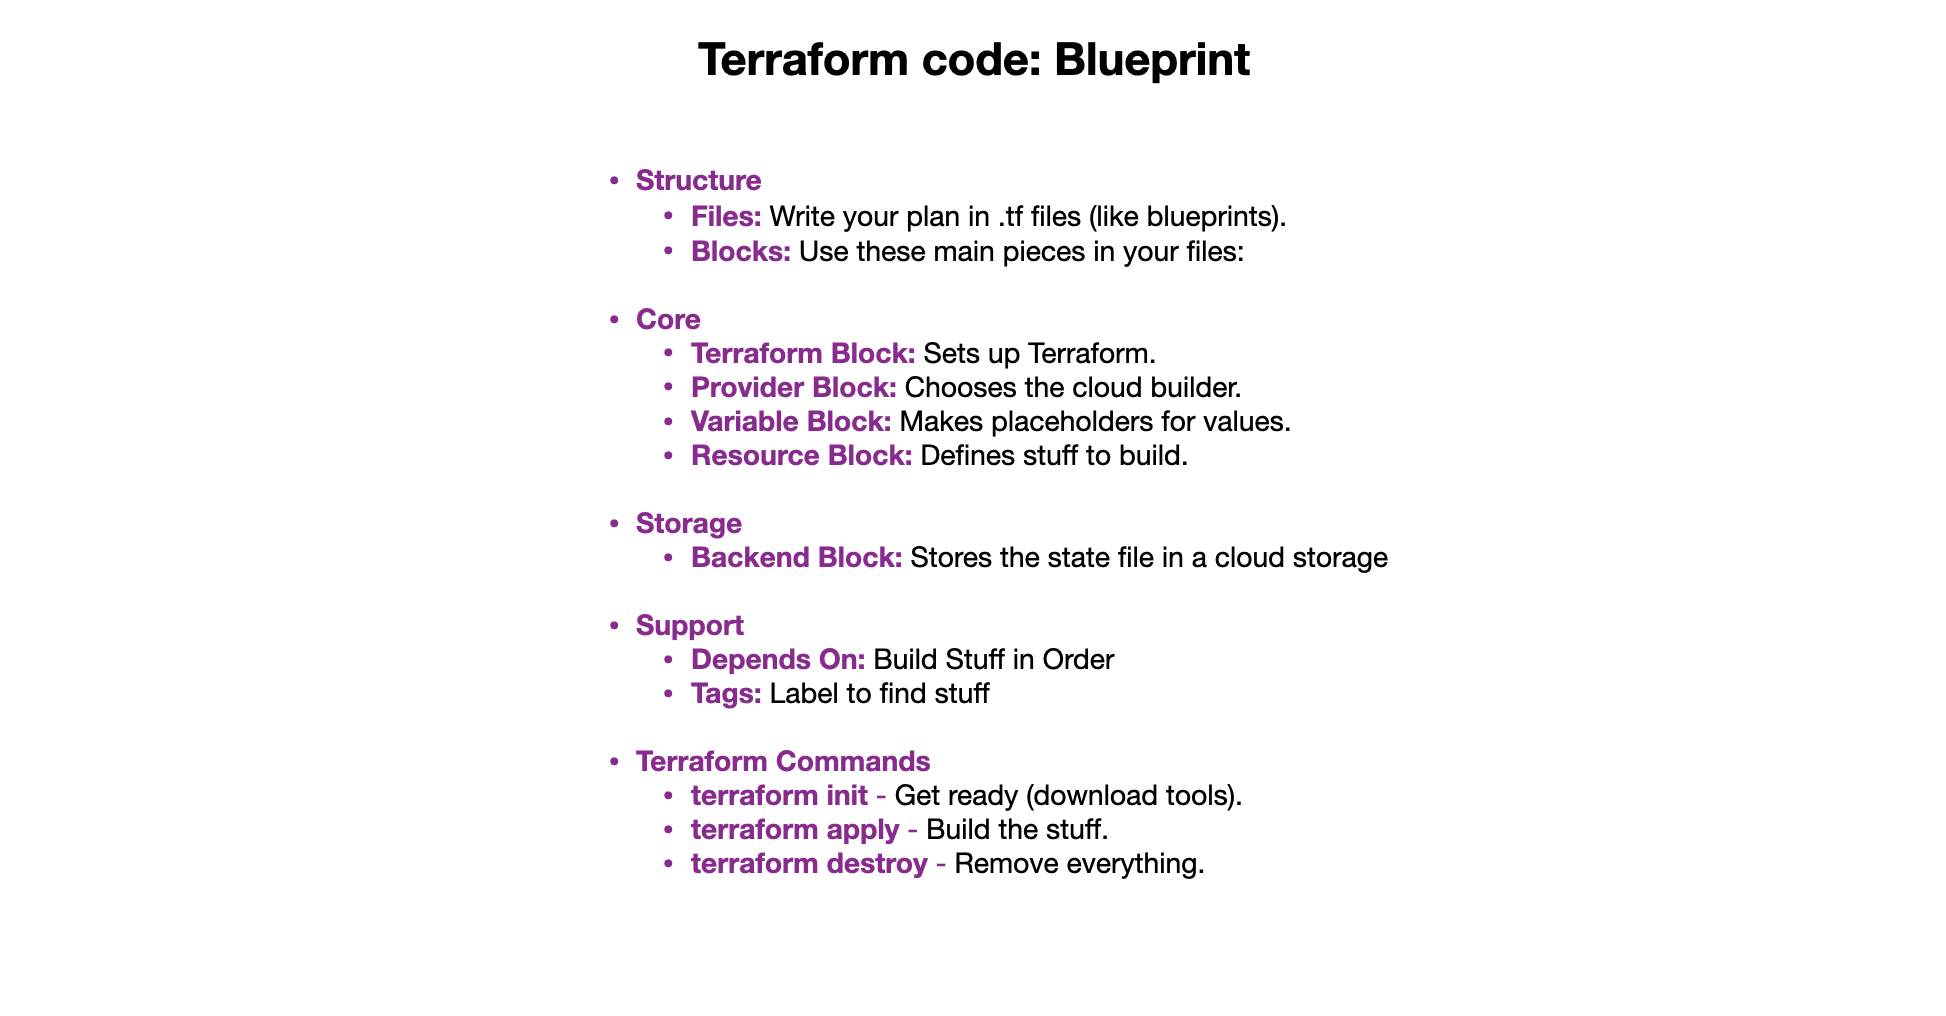 Terraform code: Blueprint
• Structure
• Files: Write your plan in .tf files (like blueprints).
• Blocks: Use these main pieces in your files:
• Core
• Terraform Block: Sets up Terraform.
• Provider Block: Chooses the cloud builder.
• Variable Block: Makes placeholders for values.
• Resource Block: Defines stuff to build.
• Storage
• Backend Block: Stores the state file in a cloud storage
• Support
• Depends On: Build Stuff in Order
• Tags: Label to find stuff
• Terraform Commands
• terraform init - Get ready (download tools).
• terraform apply - Build the stuff.
• terraform destroy - Remove everything.